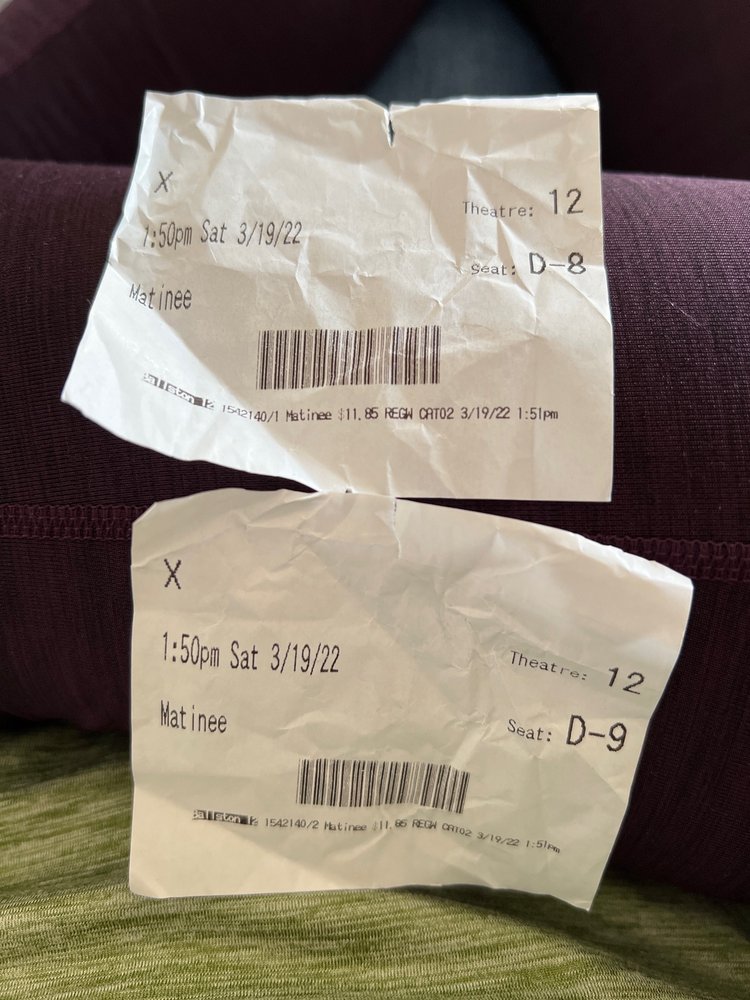 X
Theatre: 12
1:50pm Sat 3/19/22
Seat: D-8
Matinee
Ballston 12 1542140/1 Matinee $11.85 REGW CAT02 3/19/22 1:51pm
X
1:50pm Sat 3/19/22
Theatre: 12
Matinee
Seat: D-9
Ballston 12 1542140/2 Matinee $11.85 REGW CAT02 3/19/22 1:51pm